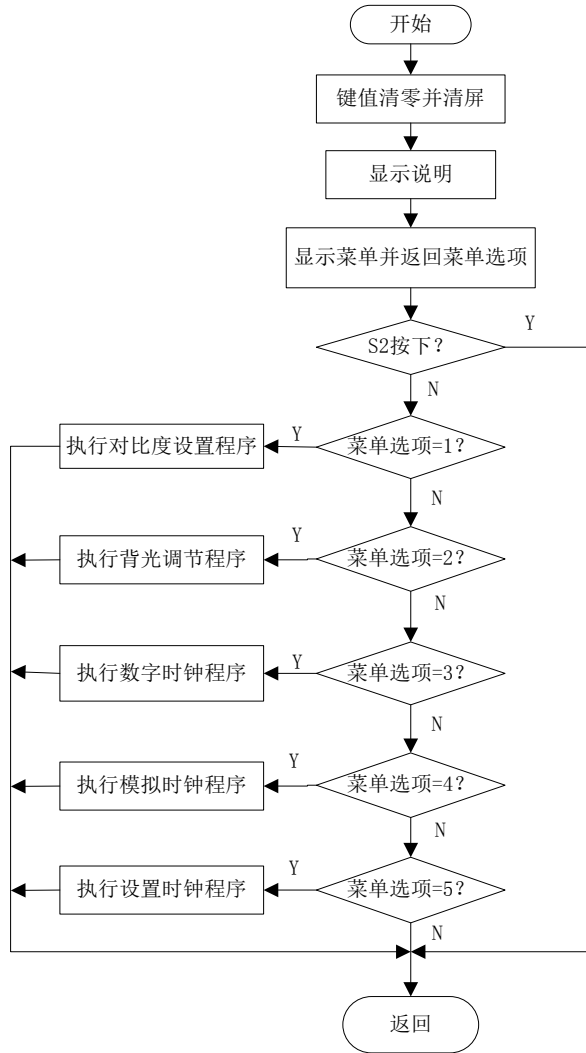 开始
键值清零并清屏
显示说明
显示菜单并返回菜单选项
S2按下？
Y
N
菜单选项=1？
Y
执行对比度设置程序
N
菜单选项=2？
Y
执行背光调节程序
N
菜单选项=3？
Y
执行数字时钟程序
N
菜单选项=4？
Y
执行模拟时钟程序
N
菜单选项=5？
Y
执行设置时钟程序
N
返回